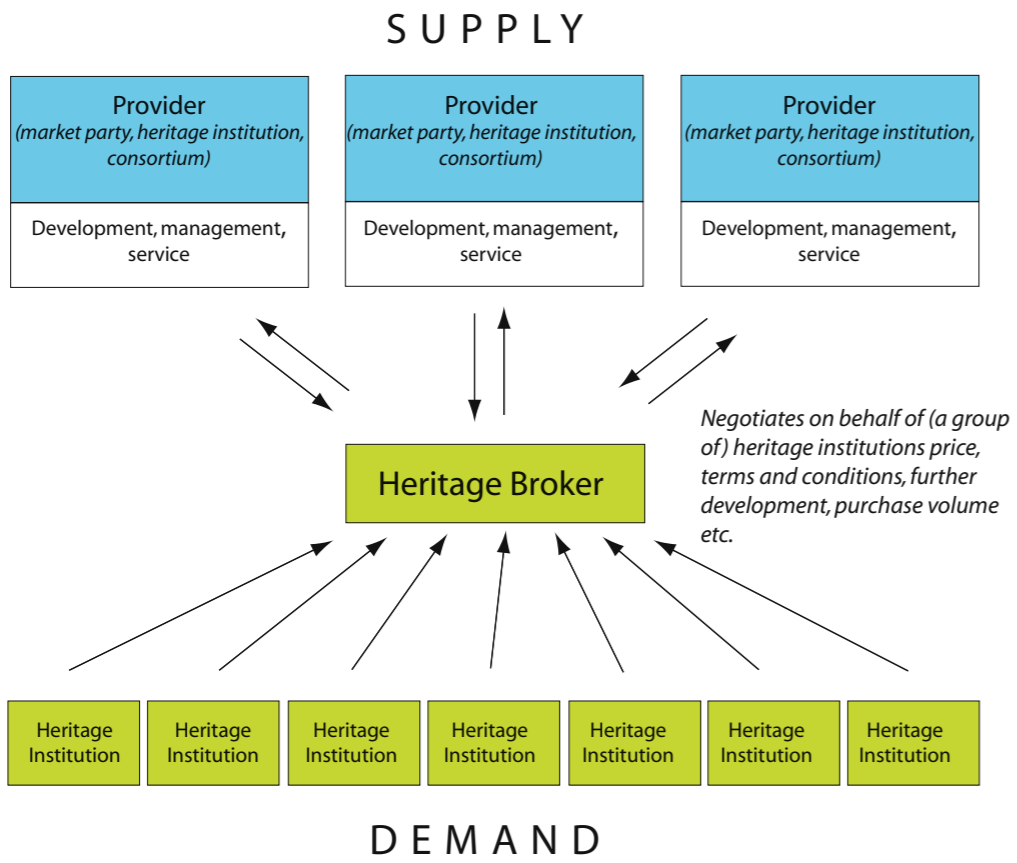 SUPPLY
Provider
(market party, heritage institution,
consortium)
Development, management,
service
Provider
(market party, heritage institution,
consortium)
Development, management,
service
Provider
(market party, heritage institution,
consortium)
Development, management,
service
Negotiates on behalf of (a group
of) heritage institutions price,
terms and conditions, further
development, purchase volume
etc.
Heritage Broker
Heritage
Institution
Heritage
Institution
Heritage
Institution
Heritage
Institution
Heritage
Institution
Heritage
Institution
Heritage
Institution
DEMAND